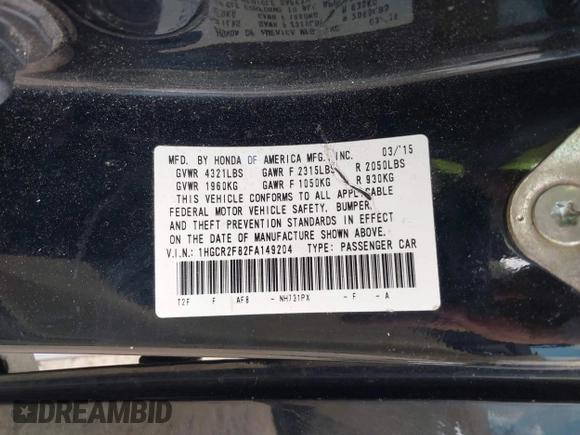 MFD. BY HONDA OF AMERICA MFG., INC. 03/'15
GVWR 4321LBS GAWR F 2315LBS R 2050LBS
GVWR 1960KG GAWR F 1050KG R 930KG
THIS VEHICLE CONFORMS TO ALL APPLICABLE
FEDERAL MOTOR VEHICLE SAFETY, BUMPER,
AND THEFT PREVENTION STANDARDS IN EFFECT
ON THE DATE OF MANUFACTURE SHOWN ABOVE.
V.I.N.: 1HGCR2F82FA149204 TYPE: PASSENGER CAR
T2F F AF8 - NH731PX - F - A
DREAMBID